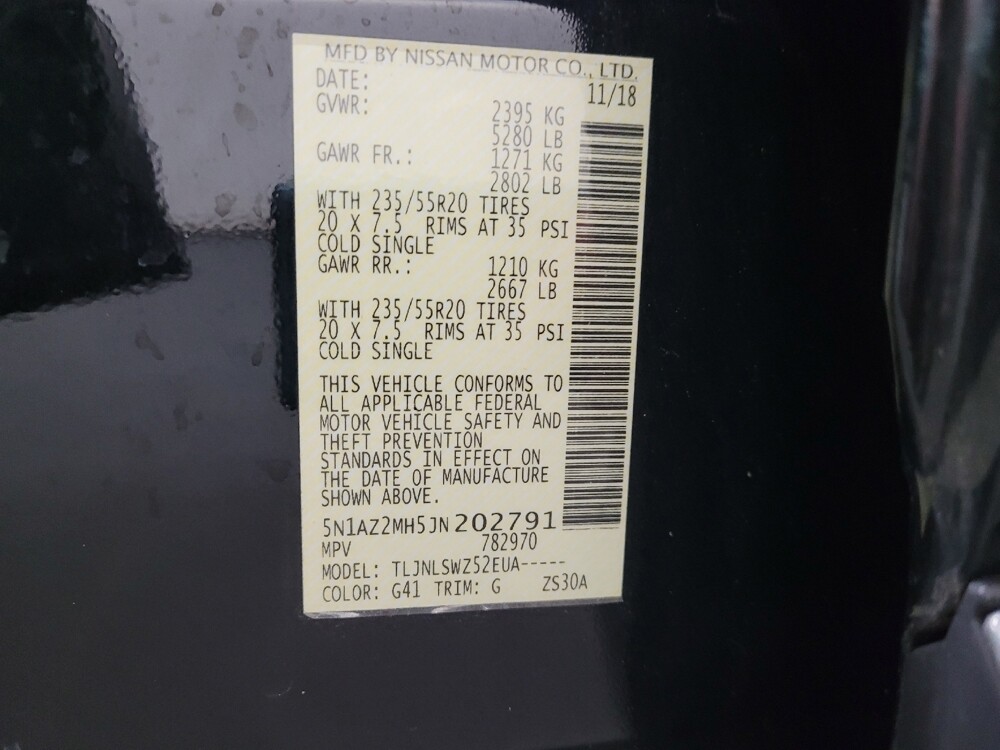 MFD BY NISSAN MOTOR CO., LTD.
DATE: 11/18
GVWR: 2395 KG
5280 LB
GAWR FR.: 1271 KG
2802 LB
WITH 235/55R20 TIRES
20 X 7.5 RIMS AT 35 PSI
COLD SINGLE
GAWR RR.: 1210 KG
2667 LB
WITH 235/55R20 TIRES
20 X 7.5 RIMS AT 35 PSI
COLD SINGLE
THIS VEHICLE CONFORMS TO
ALL APPLICABLE FEDERAL
MOTOR VEHICLE SAFETY AND
THEFT PREVENTION
STANDARDS IN EFFECT ON
THE DATE OF MANUFACTURE
SHOWN ABOVE.
5N1AZ2MH5JN202791
MPV 782970
MODEL: TLJNLSWZ52EUA-----
COLOR: G41 TRIM: G ZS30A